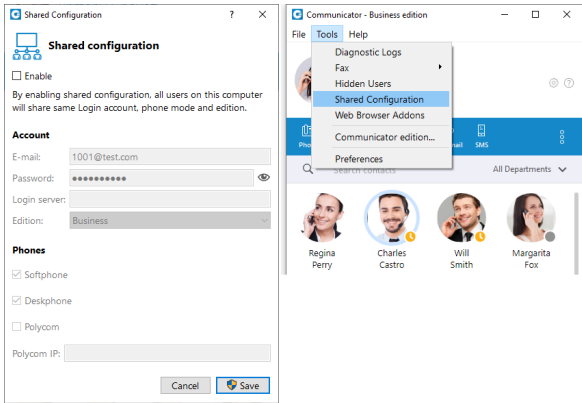 Shared Configuration
?
Shared configuration
Enable
By enabling shared configuration, all users on this computer
will share same Login account, phone mode and edition.
Account
E-mail: 1001@test.com
Password: ●●●●●●●●●●
Login server:
Edition: Business
Phones
Softphone
Deskphone
Polycom
Polycom IP:
Cancel Save
Communicator - Business edition
File Tools Help
Diagnostic Logs
Fax
Hidden Users
Shared Configuration
Web Browser Addons
Communicator edition...
Preferences
SMS
Search contacts All Departments
Regina Charles Will Margarita
Perry Castro Smith Fox